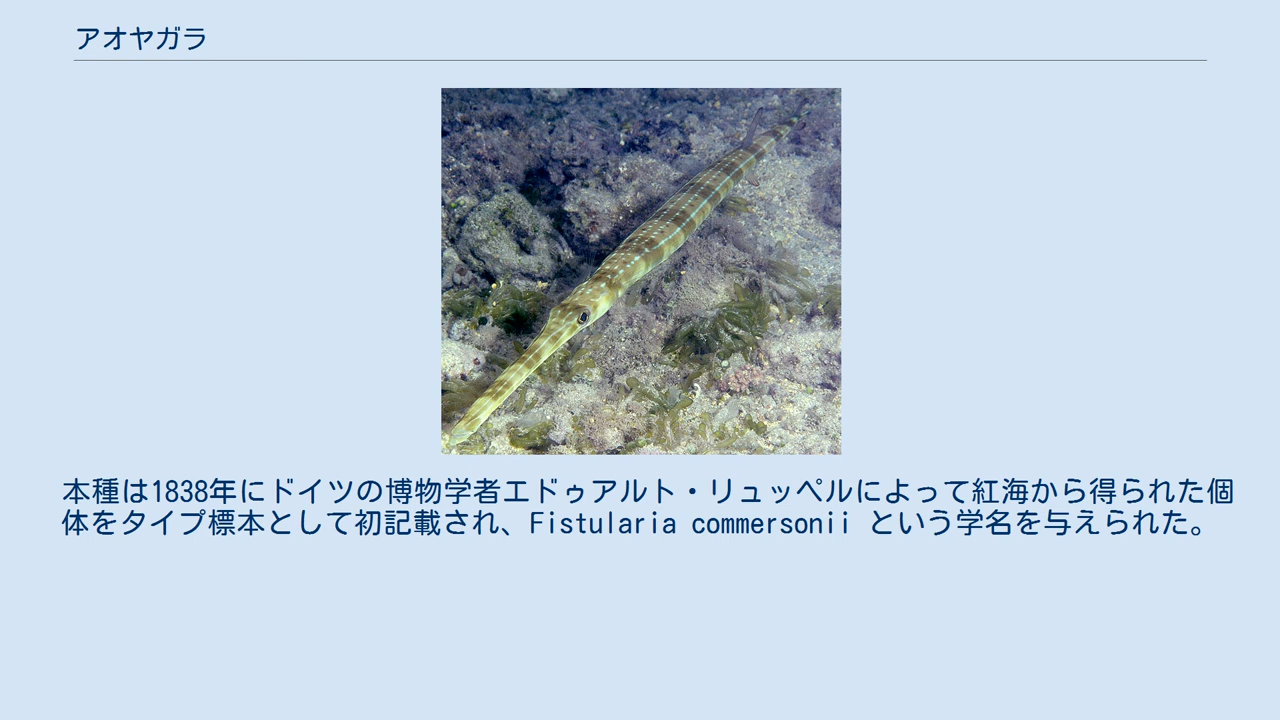 アオヤガラ
本種は1838年にドイツの博物学者エドゥアルト・リュッペルによって紅海から得られた個
体をタイプ標本として初記載され、Fistularia commersonii という学名を与えられた。